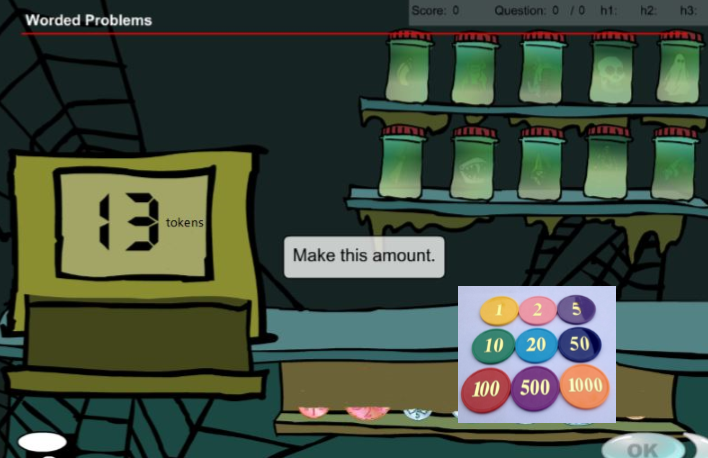 Worded Problems
Score: 0 Question: 0 / 0 h1: h2: h3:
13 tokens
Make this amount.
1 2 5
10 20 50
100 500 1000
OK